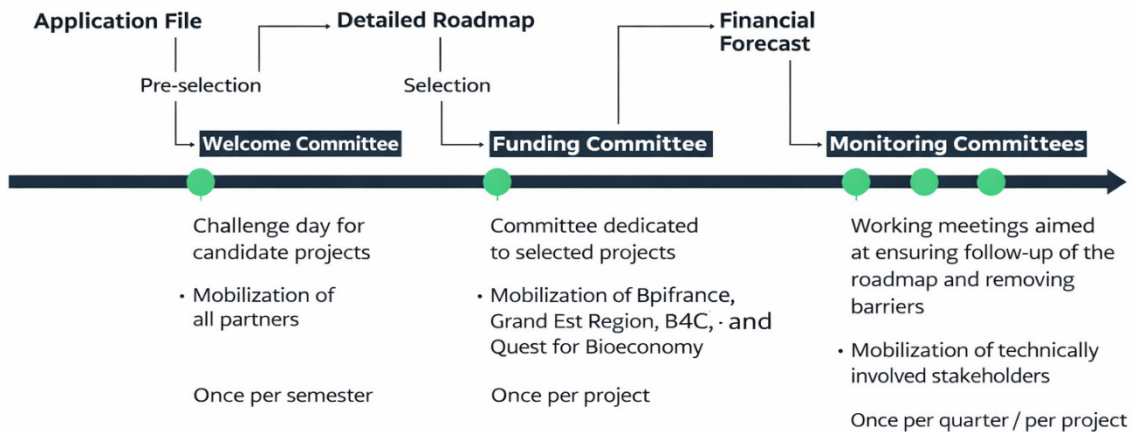 Application File
Detailed Roadmap
Financial
Forecast
Pre-selection
Selection
Welcome Committee
Funding Committee
Monitoring Committees
Challenge day for
candidate projects
• Mobilization of
all partners
Once per semester
Committee dedicated
to selected projects
• Mobilization of Bpifrance,
Grand Est Region, B4C, · and
Quest for Bioeconomy
Once per project
Working meetings aimed
at ensuring follow-up of the
roadmap and removing
barriers
• Mobilization of technically
involved stakeholders
Once per quarter / per project